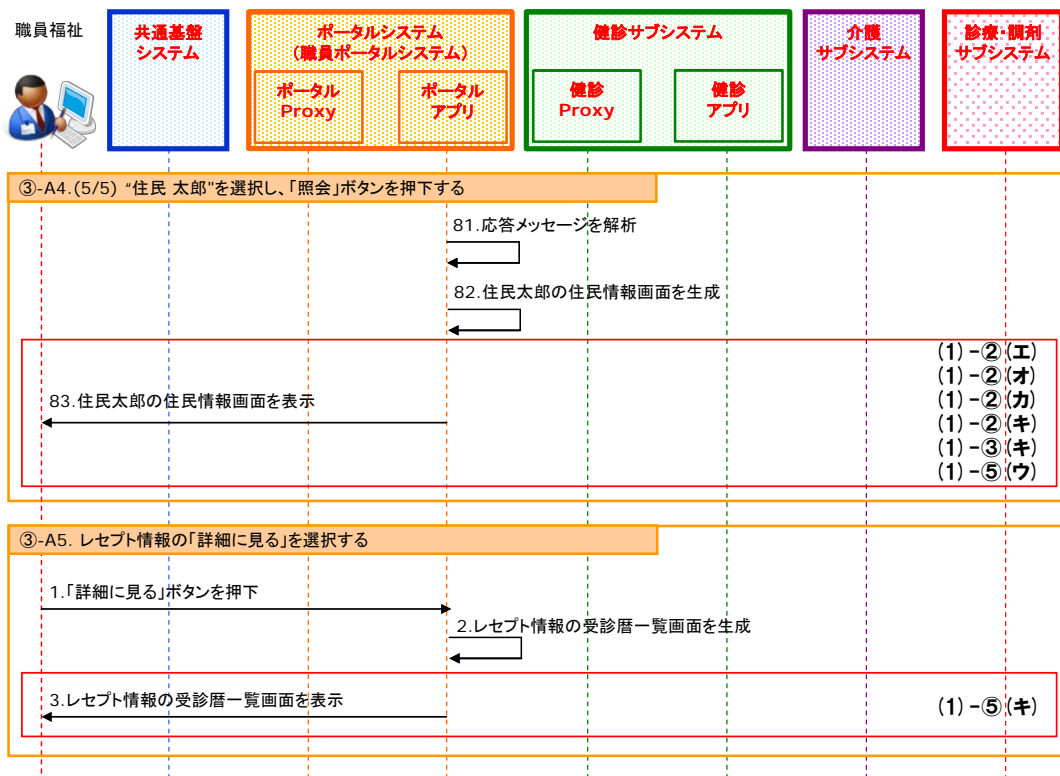 職員福祉
共通基盤
システム
ポータルシステム
(職員ポータルシステム)
ポータル
Proxy
ポータル
アプリ
健診サブシステム
健診
Proxy
健診
アプリ
介護
サブシステム
診療・調剤
サブシステム
③-A4.(5/5) “住民 太郎"を選択し、「照会」ボタンを押下する
81.応答メッセージを解析
82.住民太郎の住民情報画面を生成
83.住民太郎の住民情報画面を表示
(1)-②(エ)
(1)-②(オ)
(1)-②(カ)
(1)-②(キ)
(1)-③(キ)
(1)-⑤(ウ)
③-A5. レセプト情報の「詳細に見る」を選択する
1.「詳細に見る」ボタンを押下
2.レセプト情報の受診暦一覧画面を生成
3.レセプト情報の受診暦一覧画面を表示
(1)-⑤(キ)